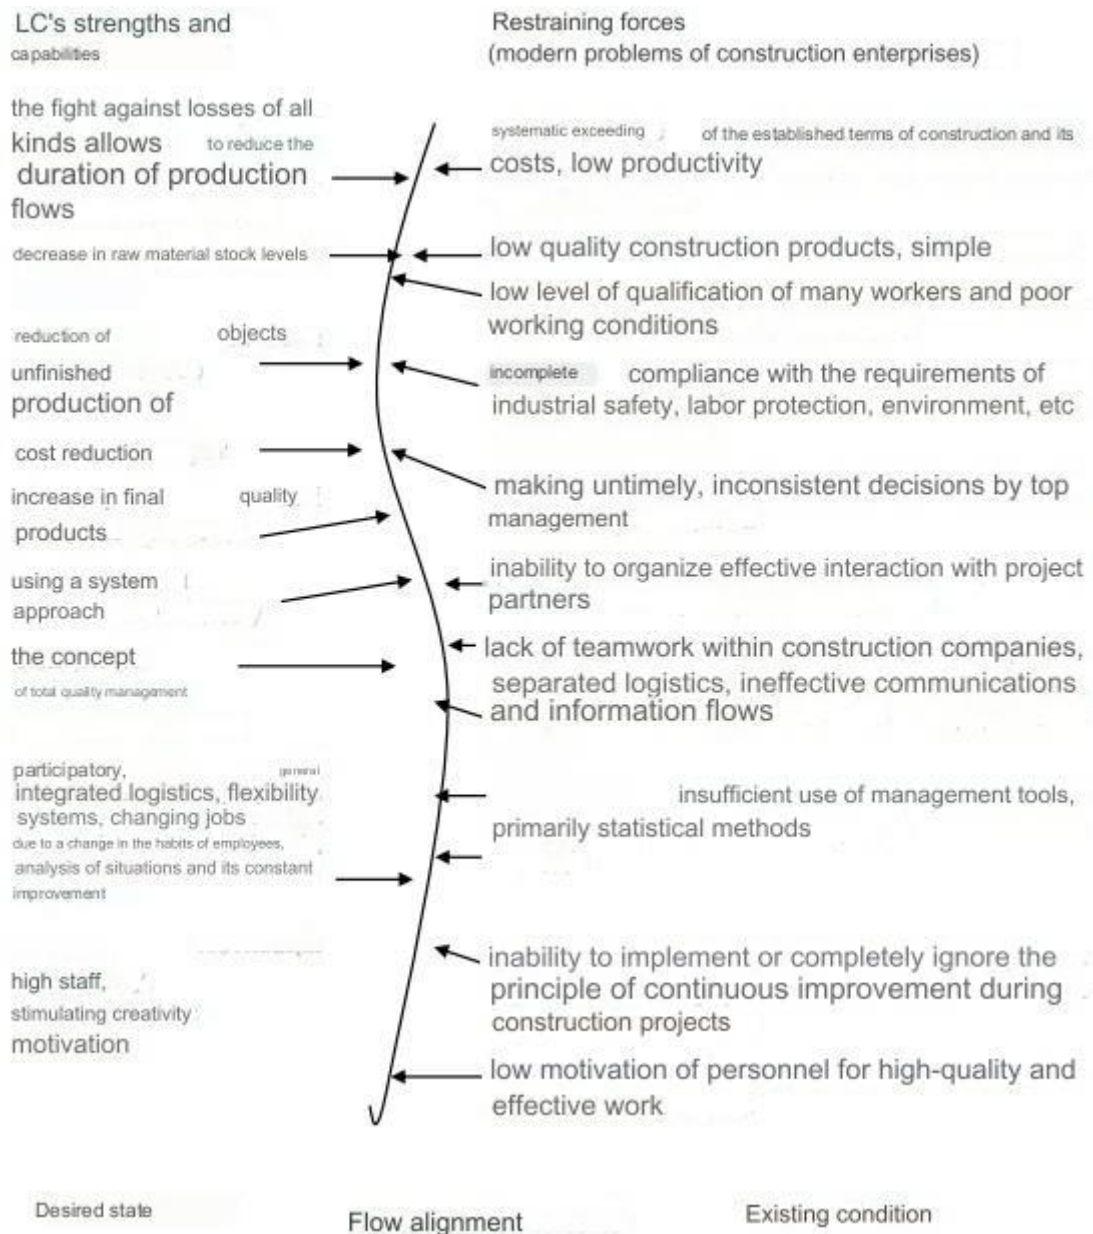 LC's strengths and
capabilities
the fight against losses of all
kinds allows to reduce the
duration of production
flows
decrease in raw material stock levels
reduction of objects
unfinished
production of
cost reduction
increase in final quality
products
using a system
approach
the concept
of total quality management
participatory, general
integrated logistics, flexibility
systems, changing jobs
due to a change in the habits of employees,
analysis of situations and its constant
improvement
high staff,
stimulating creativity
motivation
Restraining forces
(modern problems of construction enterprises)
systematic exceeding of the established terms of construction and its
costs, low productivity
low quality construction products, simple
low level of qualification of many workers and poor
working conditions
incomplete compliance with the requirements of
industrial safety, labor protection, environment, etc
making untimely, inconsistent decisions by top
management
inability to organize effective interaction with project
partners
lack of teamwork within construction companies,
separated logistics, ineffective communications
and information flows
insufficient use of management tools,
primarily statistical methods
inability to implement or completely ignore the
principle of continuous improvement during
construction projects
low motivation of personnel for high-quality and
effective work
Desired state
Flow alignment
Existing condition